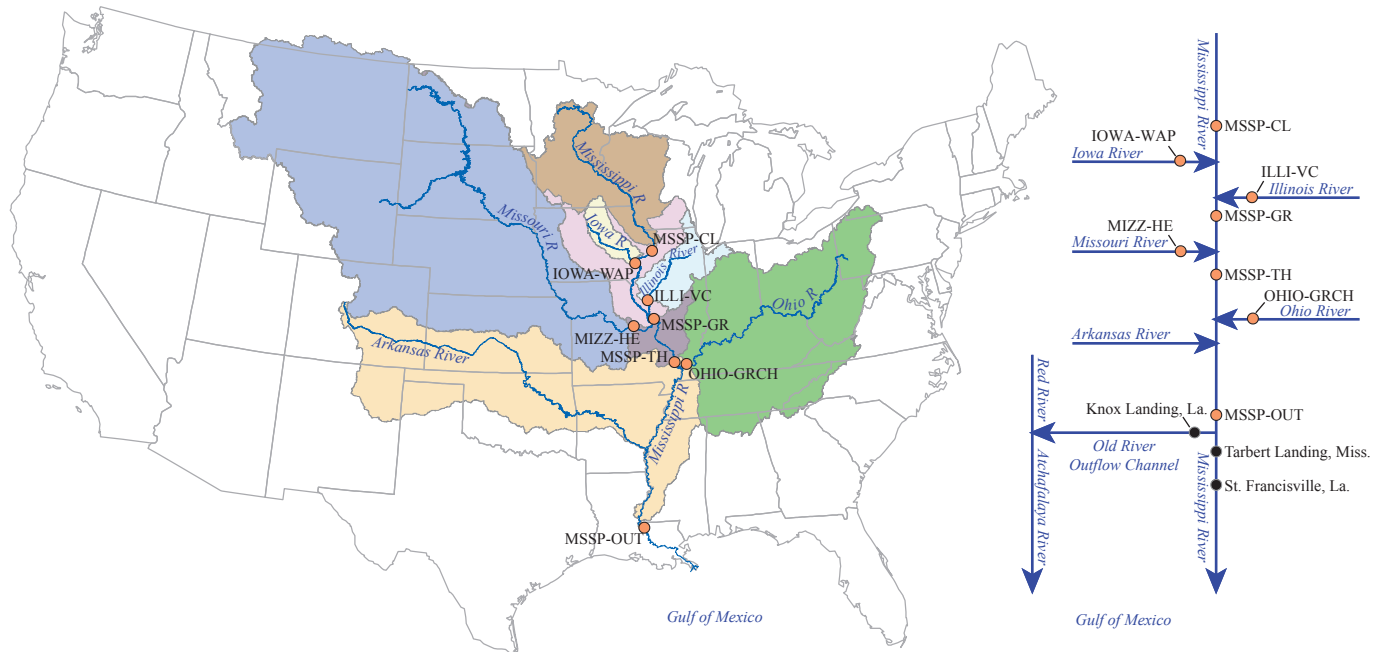 Mississippi R
Missouri R
Iowa R
MSSP-CL
IOWA-WAP
Illinois River
ILLI-VC
MSSP-GR
MIZZ-HE
MSSP-TH
OHIO-GRCH
Ohio R
Arkansas River
Mississippi R
MSSP-OUT
Gulf of Mexico
Mississippi River
MSSP-CL
IOWA-WAP
Iowa River
ILLI-VC
Illinois River
MSSP-GR
MIZZ-HE
Missouri River
MSSP-TH
OHIO-GRCH
Ohio River
Arkansas River
Red River
Knox Landing, La.
MSSP-OUT
Old River
Outflow Channel
Tarbert Landing, Miss.
St. Francisville, La.
Atchafalaya River
Mississippi River
Gulf of Mexico